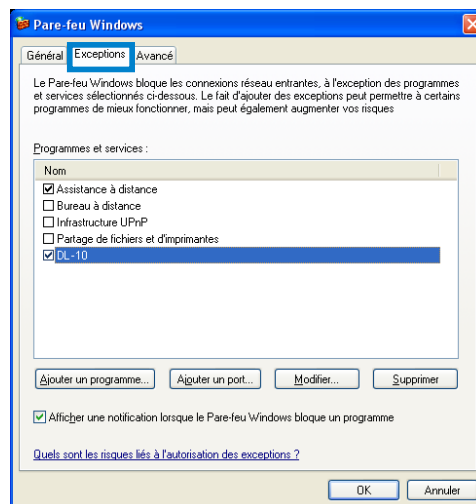 Pare-feu Windows
Général Exceptions Avancé
Le Pare-feu Windows bloque les connexions réseau entrantes, à l'exception des programmes
et services sélectionnés ci-dessous. Le fait d'ajouter des exceptions peut permettre à certains
programmes de mieux fonctionner, mais peut également augmenter vos risques
Programmes et services :
Nom
Assistance à distance
Bureau à distance
Infrastructure UPnP
Partage de fichiers et d'imprimantes
DL-10
Ajouter un programme... Ajouter un port... Modifier... Supprimer
Afficher une notification lorsque le Pare-feu Windows bloque un programme
Quels sont les risques liés à l'autorisation des exceptions ?
OK Annuler